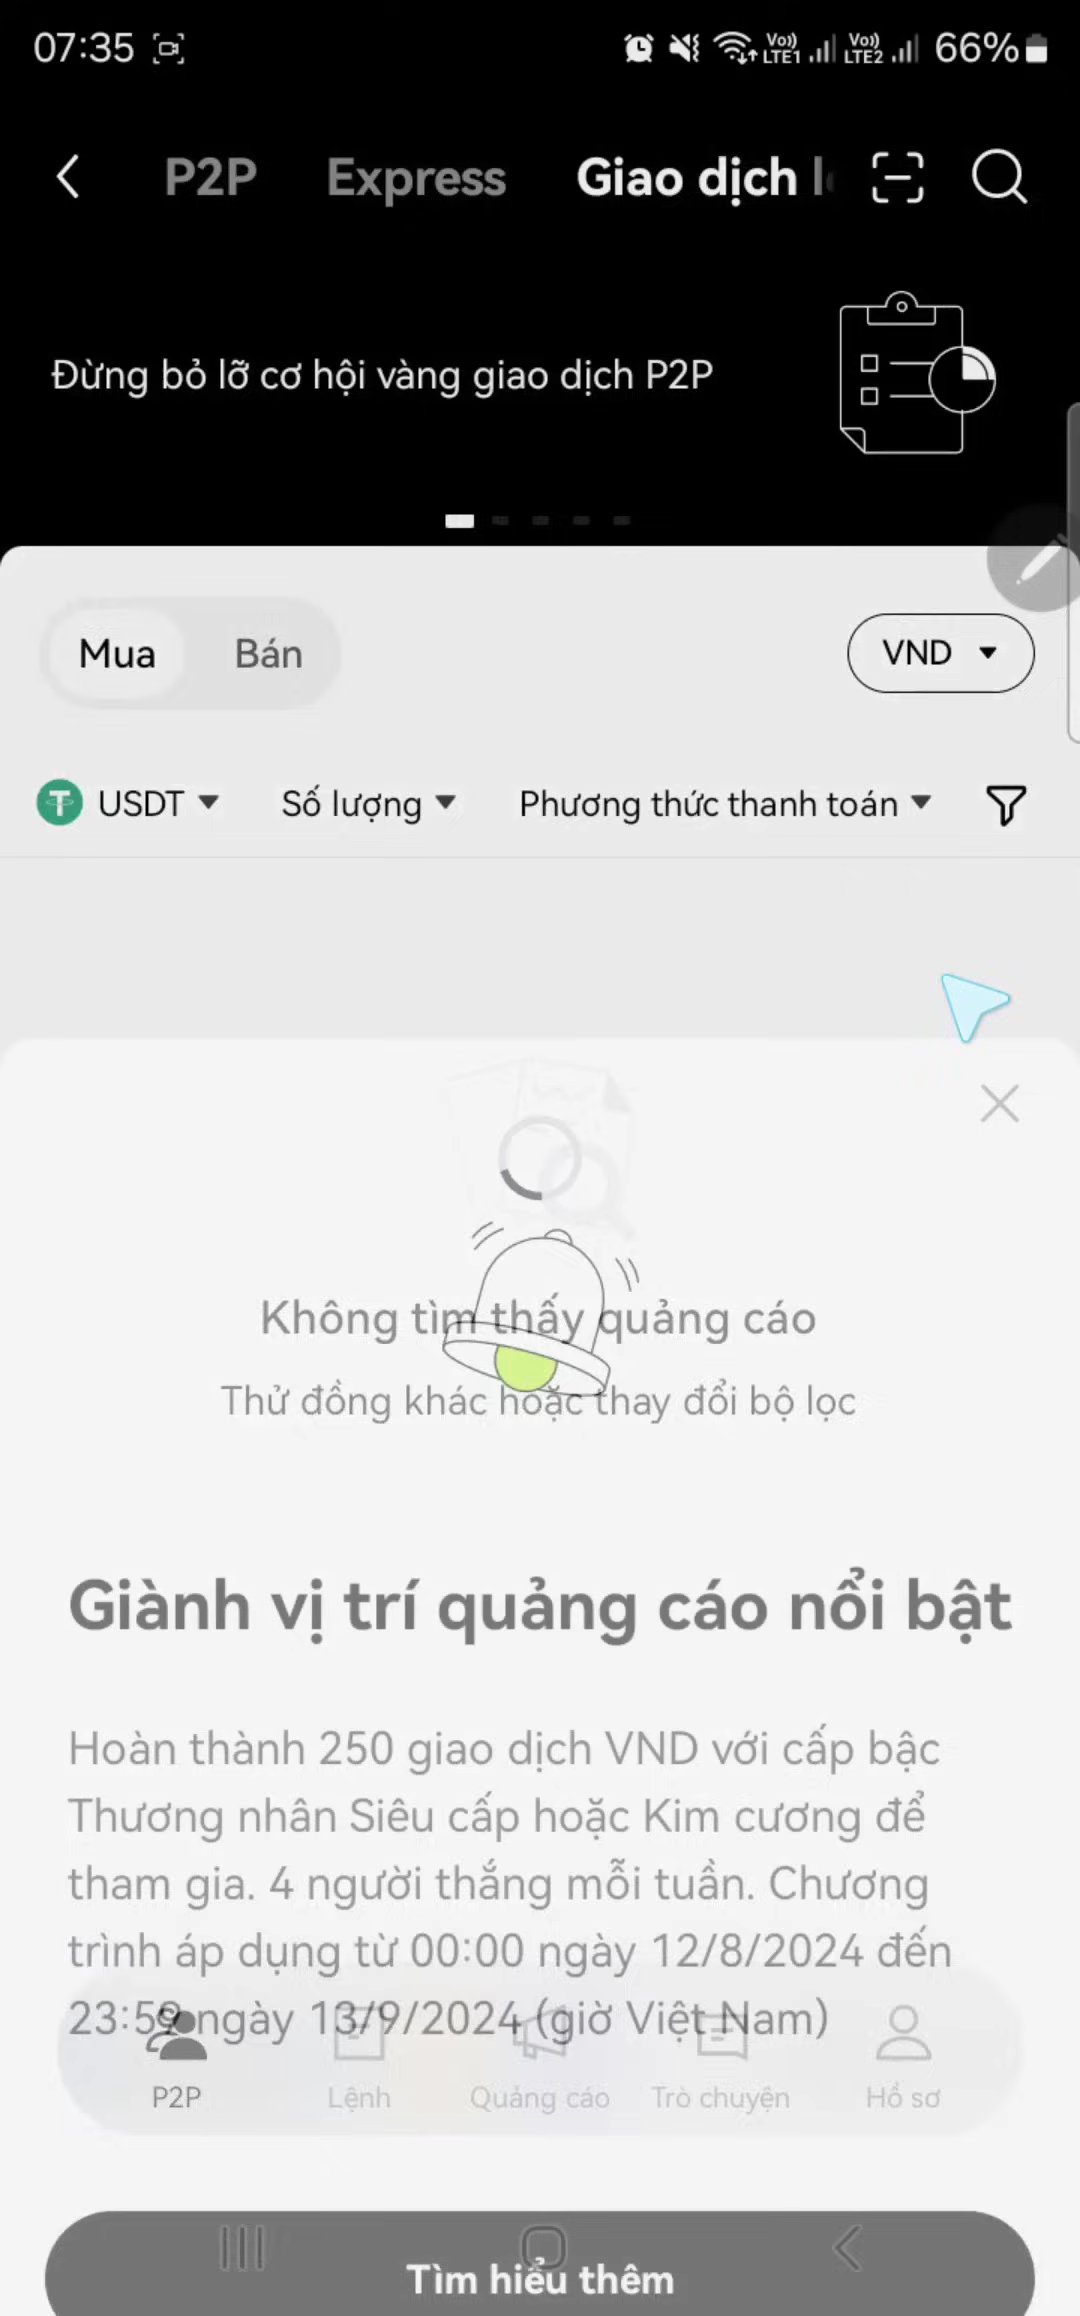 07:35
Vo)) LTE1
Vo)) LTE2
66%
P2P Express Giao dịch
Đừng bỏ lỡ cơ hội vàng giao dịch P2P
Mua Bán VND
USDT Số lượng Phương thức thanh toán
Không tìm thấy quảng cáo
Thử đồng khác hoặc thay đổi bộ lọc
Giành vị trí quảng cáo nổi bật
Hoàn thành 250 giao dịch VND với cấp bậc
Thương nhân Siêu cấp hoặc Kim cương để
tham gia. 4 người thắng mỗi tuần. Chương
trình áp dụng từ 00:00 ngày 12/8/2024 đến
23:59 ngày 13/9/2024 (giờ Việt Nam)
P2P Lệnh Quảng cáo Trò chuyện Hồ sơ
Tìm hiểu thêm